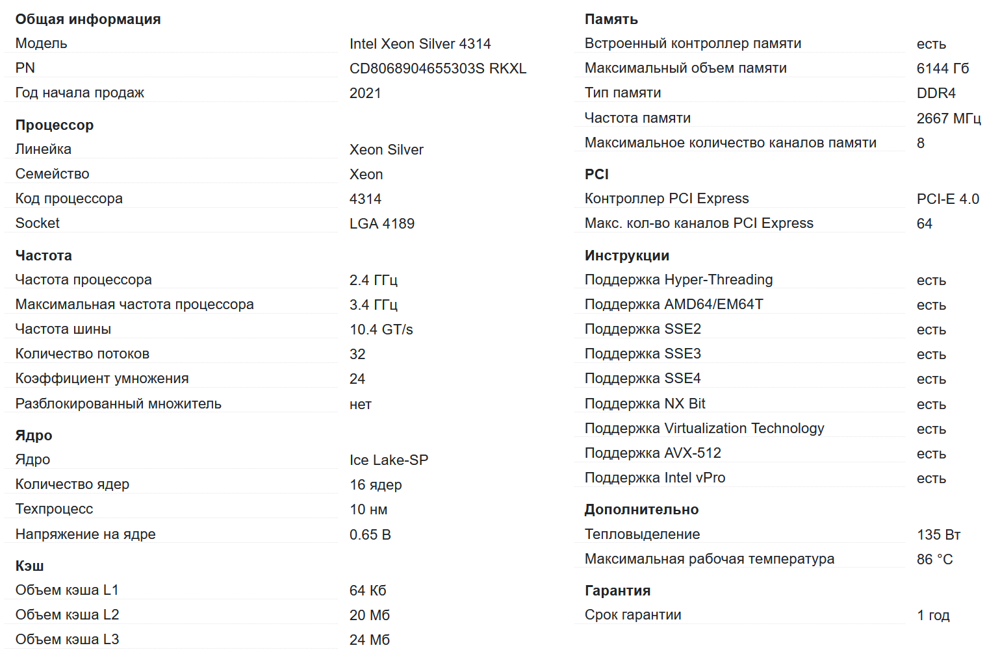 Общая информация
Модель Intel Xeon Silver 4314
PN CD8068904655303S RKXL
Год начала продаж 2021
Процессор
Линейка Xeon Silver
Семейство Xeon
Код процессора 4314
Socket LGA 4189
Частота
Частота процессора 2.4 ГГц
Максимальная частота процессора 3.4 ГГц
Частота шины 10.4 GT/s
Количество потоков 32
Коэффициент умножения 24
Разблокированный множитель нет
Ядро
Ядро Ice Lake-SP
Количество ядер 16 ядер
Техпроцесс 10 нм
Напряжение на ядре 0.65 В
Кэш
Объем кэша L1 64 Кб
Объем кэша L2 20 Мб
Объем кэша L3 24 Мб
Память
Встроенный контроллер памяти есть
Максимальный объем памяти 6144 Гб
Тип памяти DDR4
Частота памяти 2667 МГц
Максимальное количество каналов памяти 8
PCI
Контроллер PCI Express PCI-E 4.0
Макс. кол-во каналов PCI Express 64
Инструкции
Поддержка Hyper-Threading есть
Поддержка AMD64/EM64T есть
Поддержка SSE2 есть
Поддержка SSE3 есть
Поддержка SSE4 есть
Поддержка NX Bit есть
Поддержка Virtualization Technology есть
Поддержка AVX-512 есть
Поддержка Intel vPro есть
Дополнительно
Тепловыделение 135 Вт
Максимальная рабочая температура 86 °C
Гарантия
Срок гарантии 1 год